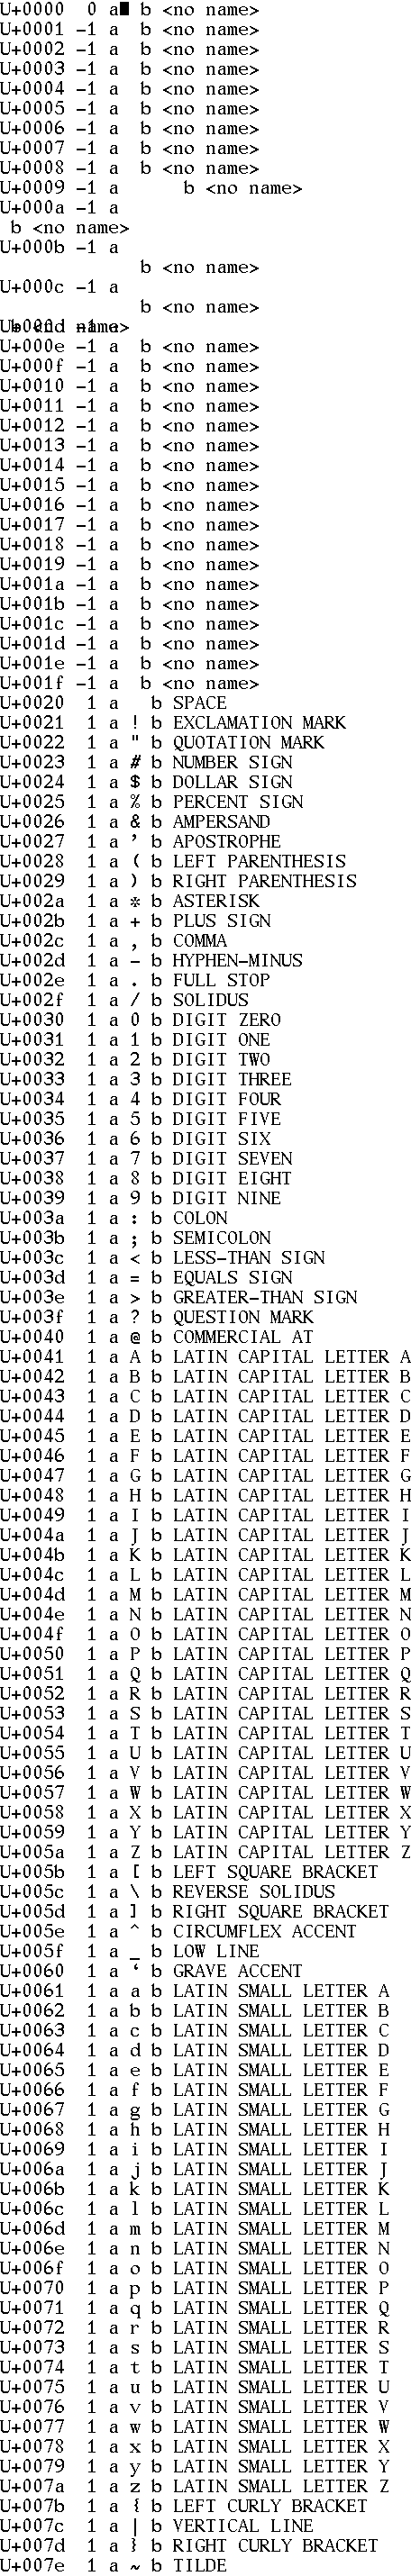 U+0000  0 a█ b <no name>
U+0001 -1 a  b <no name>
U+0002 -1 a  b <no name>
U+0003 -1 a  b <no name>
U+0004 -1 a  b <no name>
U+0005 -1 a  b <no name>
U+0006 -1 a  b <no name>
U+0007 -1 a  b <no name>
U+0008 -1 a  b <no name>
U+0009 -1 a      b <no name>
U+000a -1 a
 b <no name>
U+000b -1 a
             b <no name>
U+000c -1 a
             b <no name>
 b <no name>
U+000e -1 a  b <no name>
U+000f -1 a  b <no name>
U+0010 -1 a  b <no name>
U+0011 -1 a  b <no name>
U+0012 -1 a  b <no name>
U+0013 -1 a  b <no name>
U+0014 -1 a  b <no name>
U+0015 -1 a  b <no name>
U+0016 -1 a  b <no name>
U+0017 -1 a  b <no name>
U+0018 -1 a  b <no name>
U+0019 -1 a  b <no name>
U+001a -1 a  b <no name>
U+001b -1 a  b <no name>
U+001c -1 a  b <no name>
U+001d -1 a  b <no name>
U+001e -1 a  b <no name>
U+001f -1 a  b <no name>
U+0020  1 a   b SPACE
U+0021  1 a ! b EXCLAMATION MARK
U+0022  1 a " b QUOTATION MARK
U+0023  1 a # b NUMBER SIGN
U+0024  1 a $ b DOLLAR SIGN
U+0025  1 a % b PERCENT SIGN
U+0026  1 a & b AMPERSAND
U+0027  1 a ' b APOSTROPHE
U+0028  1 a ( b LEFT PARENTHESIS
U+0029  1 a ) b RIGHT PARENTHESIS
U+002a  1 a * b ASTERISK
U+002b  1 a + b PLUS SIGN
U+002c  1 a , b COMMA
U+002d  1 a - b HYPHEN-MINUS
U+002e  1 a . b FULL STOP
U+002f  1 a / b SOLIDUS
U+0030  1 a 0 b DIGIT ZERO
U+0031  1 a 1 b DIGIT ONE
U+0032  1 a 2 b DIGIT TWO
U+0033  1 a 3 b DIGIT THREE
U+0034  1 a 4 b DIGIT FOUR
U+0035  1 a 5 b DIGIT FIVE
U+0036  1 a 6 b DIGIT SIX
U+0037  1 a 7 b DIGIT SEVEN
U+0038  1 a 8 b DIGIT EIGHT
U+0039  1 a 9 b DIGIT NINE
U+003a  1 a : b COLON
U+003b  1 a ; b SEMICOLON
U+003c  1 a < b LESS-THAN SIGN
U+003d  1 a = b EQUALS SIGN
U+003e  1 a > b GREATER-THAN SIGN
U+003f  1 a ? b QUESTION MARK
U+0040  1 a @ b COMMERCIAL AT
U+0041  1 a A b LATIN CAPITAL LETTER A
U+0042  1 a B b LATIN CAPITAL LETTER B
U+0043  1 a C b LATIN CAPITAL LETTER C
U+0044  1 a D b LATIN CAPITAL LETTER D
U+0045  1 a E b LATIN CAPITAL LETTER E
U+0046  1 a F b LATIN CAPITAL LETTER F
U+0047  1 a G b LATIN CAPITAL LETTER G
U+0048  1 a H b LATIN CAPITAL LETTER H
U+0049  1 a I b LATIN CAPITAL LETTER I
U+004a  1 a J b LATIN CAPITAL LETTER J
U+004b  1 a K b LATIN CAPITAL LETTER K
U+004c  1 a L b LATIN CAPITAL LETTER L
U+004d  1 a M b LATIN CAPITAL LETTER M
U+004e  1 a N b LATIN CAPITAL LETTER N
U+004f  1 a O b LATIN CAPITAL LETTER O
U+0050  1 a P b LATIN CAPITAL LETTER P
U+0051  1 a Q b LATIN CAPITAL LETTER Q
U+0052  1 a R b LATIN CAPITAL LETTER R
U+0053  1 a S b LATIN CAPITAL LETTER S
U+0054  1 a T b LATIN CAPITAL LETTER T
U+0055  1 a U b LATIN CAPITAL LETTER U
U+0056  1 a V b LATIN CAPITAL LETTER V
U+0057  1 a W b LATIN CAPITAL LETTER W
U+0058  1 a X b LATIN CAPITAL LETTER X
U+0059  1 a Y b LATIN CAPITAL LETTER Y
U+005a  1 a Z b LATIN CAPITAL LETTER Z
U+005b  1 a [ b LEFT SQUARE BRACKET
U+005c  1 a \ b REVERSE SOLIDUS
U+005d  1 a ] b RIGHT SQUARE BRACKET
U+005e  1 a ^ b CIRCUMFLEX ACCENT
U+005f  1 a _ b LOW LINE
U+0060  1 a ‘ b GRAVE ACCENT
U+0061  1 a a b LATIN SMALL LETTER A
U+0062  1 a b b LATIN SMALL LETTER B
U+0063  1 a c b LATIN SMALL LETTER C
U+0064  1 a d b LATIN SMALL LETTER D
U+0065  1 a e b LATIN SMALL LETTER E
U+0066  1 a f b LATIN SMALL LETTER F
U+0067  1 a g b LATIN SMALL LETTER G
U+0068  1 a h b LATIN SMALL LETTER H
U+0069  1 a i b LATIN SMALL LETTER I
U+006a  1 a j b LATIN SMALL LETTER J
U+006b  1 a k b LATIN SMALL LETTER K
U+006c  1 a l b LATIN SMALL LETTER L
U+006d  1 a m b LATIN SMALL LETTER M
U+006e  1 a n b LATIN SMALL LETTER N
U+006f  1 a o b LATIN SMALL LETTER O
U+0070  1 a p b LATIN SMALL LETTER P
U+0071  1 a q b LATIN SMALL LETTER Q
U+0072  1 a r b LATIN SMALL LETTER R
U+0073  1 a s b LATIN SMALL LETTER S
U+0074  1 a t b LATIN SMALL LETTER T
U+0075  1 a u b LATIN SMALL LETTER U
U+0076  1 a v b LATIN SMALL LETTER V
U+0077  1 a w b LATIN SMALL LETTER W
U+0078  1 a x b LATIN SMALL LETTER X
U+0079  1 a y b LATIN SMALL LETTER Y
U+007a  1 a z b LATIN SMALL LETTER Z
U+007b  1 a { b LEFT CURLY BRACKET
U+007c  1 a | b VERTICAL LINE
U+007d  1 a } b RIGHT CURLY BRACKET
U+007e  1 a ~ b TILDE